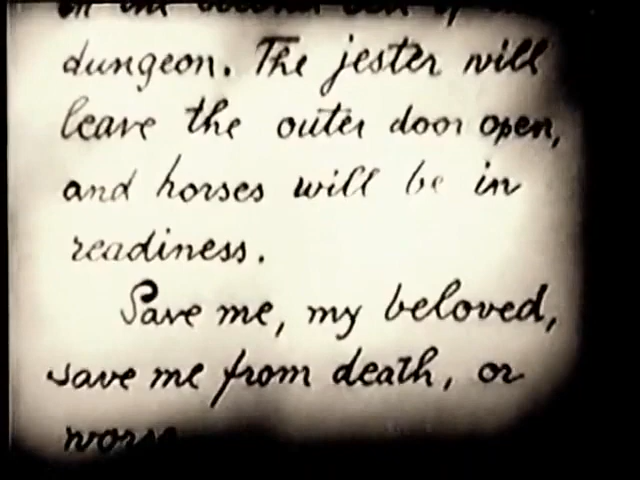 dungeon. The jester will
leave the outer door open,
and horses will be in
readiness.
Save me, my beloved,
save me from death, or
worse